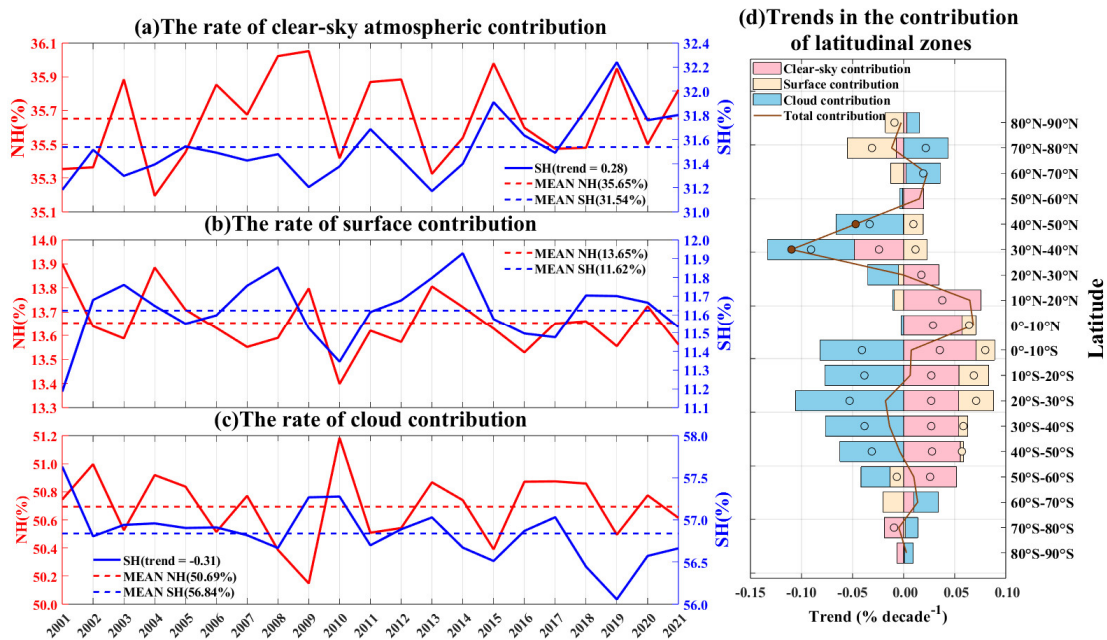 (a)The rate of clear-sky atmospheric contribution
36.1
35.9
35.7
35.5
35.3
35.1
NH(%)
32.4
32.2
32.0
31.8
31.6
31.4
31.2
31.0
SH(%)
SH(trend = 0.28)
MEAN NH(35.65%)
MEAN SH(31.54%)
(b)The rate of surface contribution
14.0
13.9
13.8
13.7
13.6
13.5
13.4
13.3
NH(%)
12.0
11.9
11.8
11.7
11.6
11.5
11.4
11.3
11.2
11.1
SH(%)
MEAN NH(13.65%)
MEAN SH(11.62%)
(c)The rate of cloud contribution
51.2
51.0
50.8
50.6
50.4
50.2
50.0
NH(%)
58.0
57.5
57.0
56.5
56.0
SH(%)
SH(trend = -0.31)
MEAN NH(50.69%)
MEAN SH(56.84%)
2001 2002 2003 2004 2005 2006 2007 2008 2009 2010 2011 2012 2013 2014 2015 2016 2017 2018 2019 2020 2021
(d)Trends in the contribution
of latitudinal zones
Clear-sky contribution
Surface contribution
Cloud contribution
Total contribution
80°N-90°N
70°N-80°N
60°N-70°N
50°N-60°N
40°N-50°N
30°N-40°N
20°N-30°N
10°N-20°N
0°-10°N
0°-10°S
10°S-20°S
20°S-30°S
30°S-40°S
40°S-50°S
50°S-60°S
60°S-70°S
70°S-80°S
80°S-90°S
Latitude
-0.10 -0.05 0.00 0.05 0.10
Trend (% decade⁻¹)